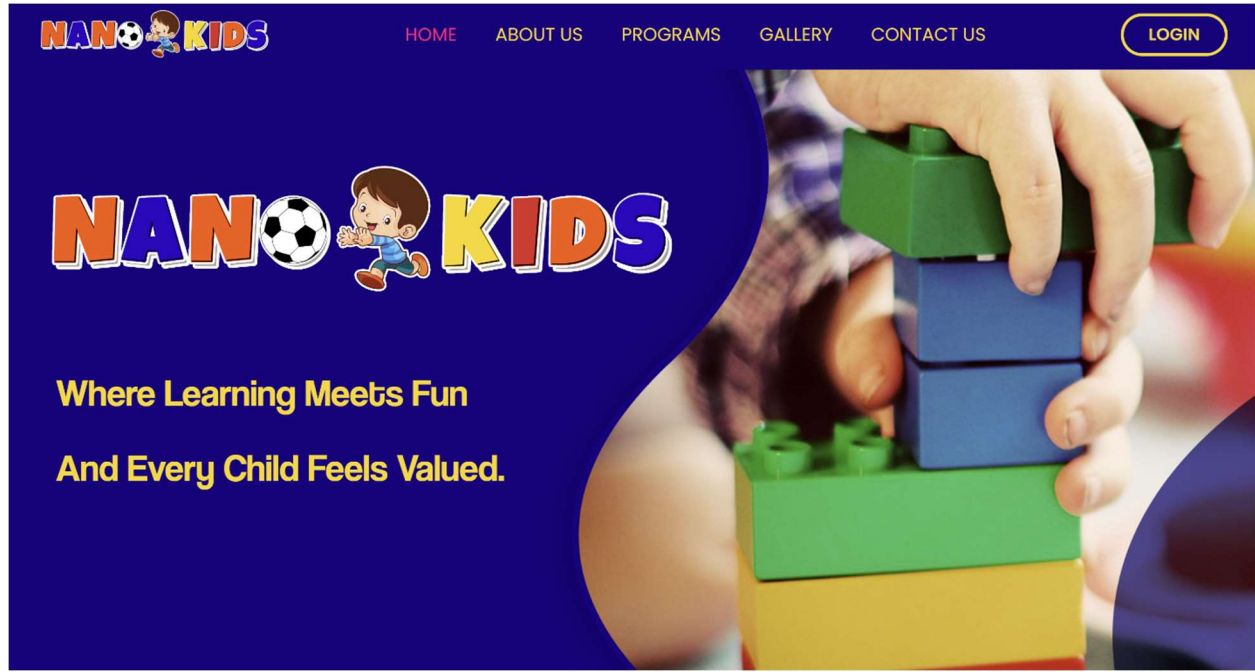 NANO KIDS
HOME ABOUT US PROGRAMS GALLERY CONTACT US LOGIN
NANO KIDS
Where Learning Meets Fun
And Every Child Feels Valued.